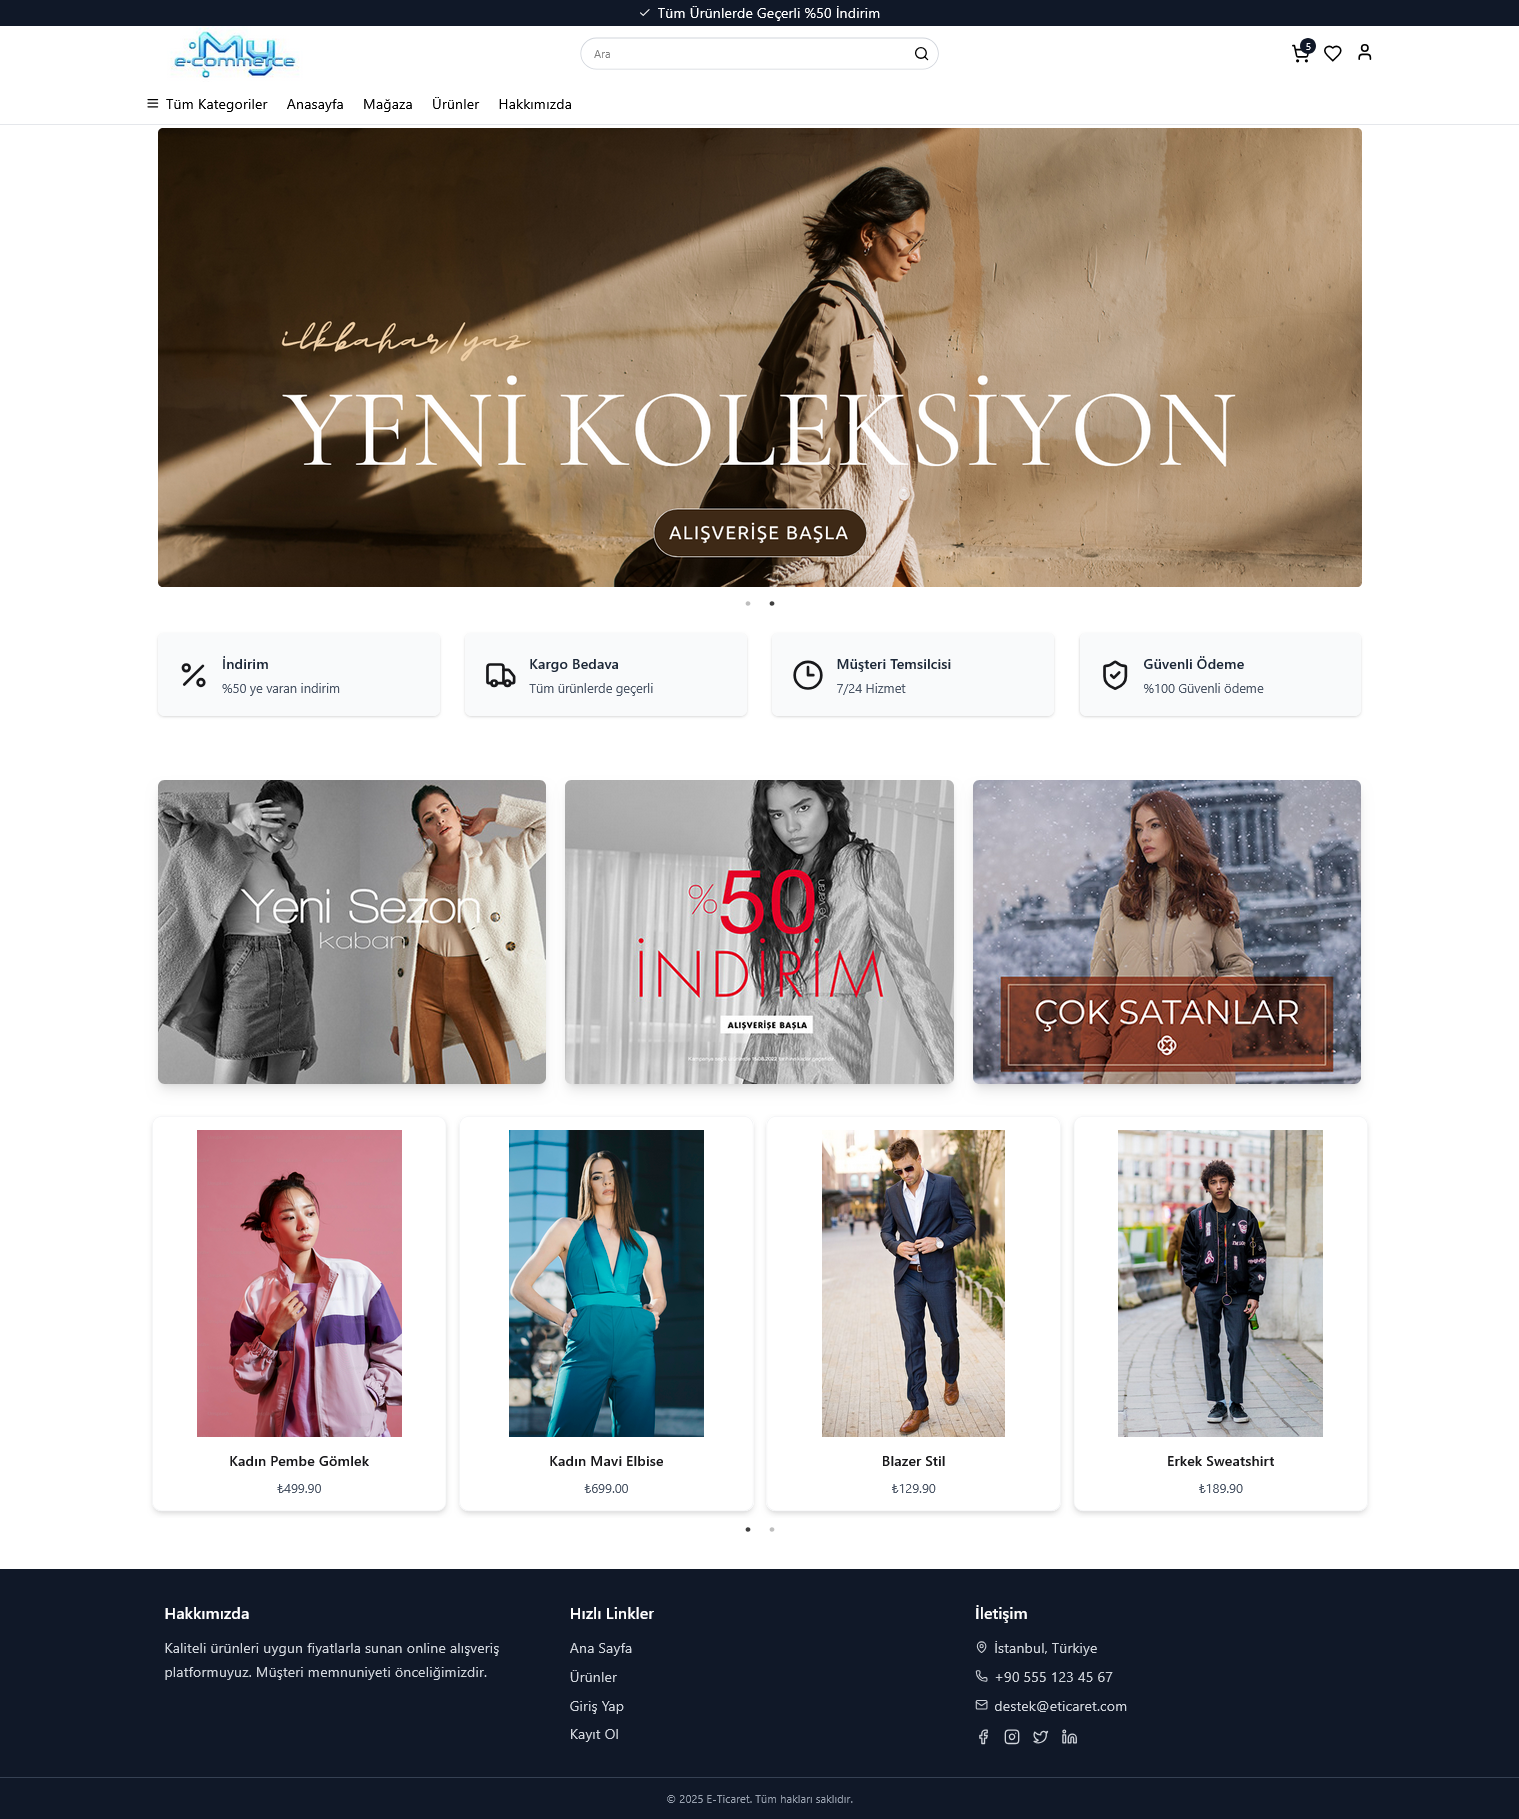 Tüm Ürünlerde Geçerli %50 İndirim
My
e-commerce
Ara
5
Tüm Kategoriler
Anasayfa
Mağaza
Ürünler
Hakkımızda
ilkbahar/yaz
YENİ KOLEKSİYON
ALIŞVERİŞE BAŞLA
İndirim
%50 ye varan indirim
Kargo Bedava
Tüm ürünlerde geçerli
Müşteri Temsilcisi
7/24 Hizmet
Güvenli Ödeme
%100 Güvenli ödeme
Yeni Sezon
kaban
%50 ye varan
İNDİRİM
ALIŞVERİŞE BAŞLA
ÇOK SATANLAR
Kadın Pembe Gömlek
₺499.90
Kadın Mavi Elbise
₺699.00
Blazer Stil
₺129.90
Erkek Sweatshirt
₺189.90
Hakkımızda
Kaliteli ürünleri uygun fiyatlarla sunan online alışveriş
platformuyuz. Müşteri memnuniyeti önceliğimizdir.
Hızlı Linkler
Ana Sayfa
Ürünler
Giriş Yap
Kayıt Ol
İletişim
İstanbul, Türkiye
+90 555 123 45 67
destek@eticaret.com
© 2025 E-Ticaret. Tüm hakları saklıdır.